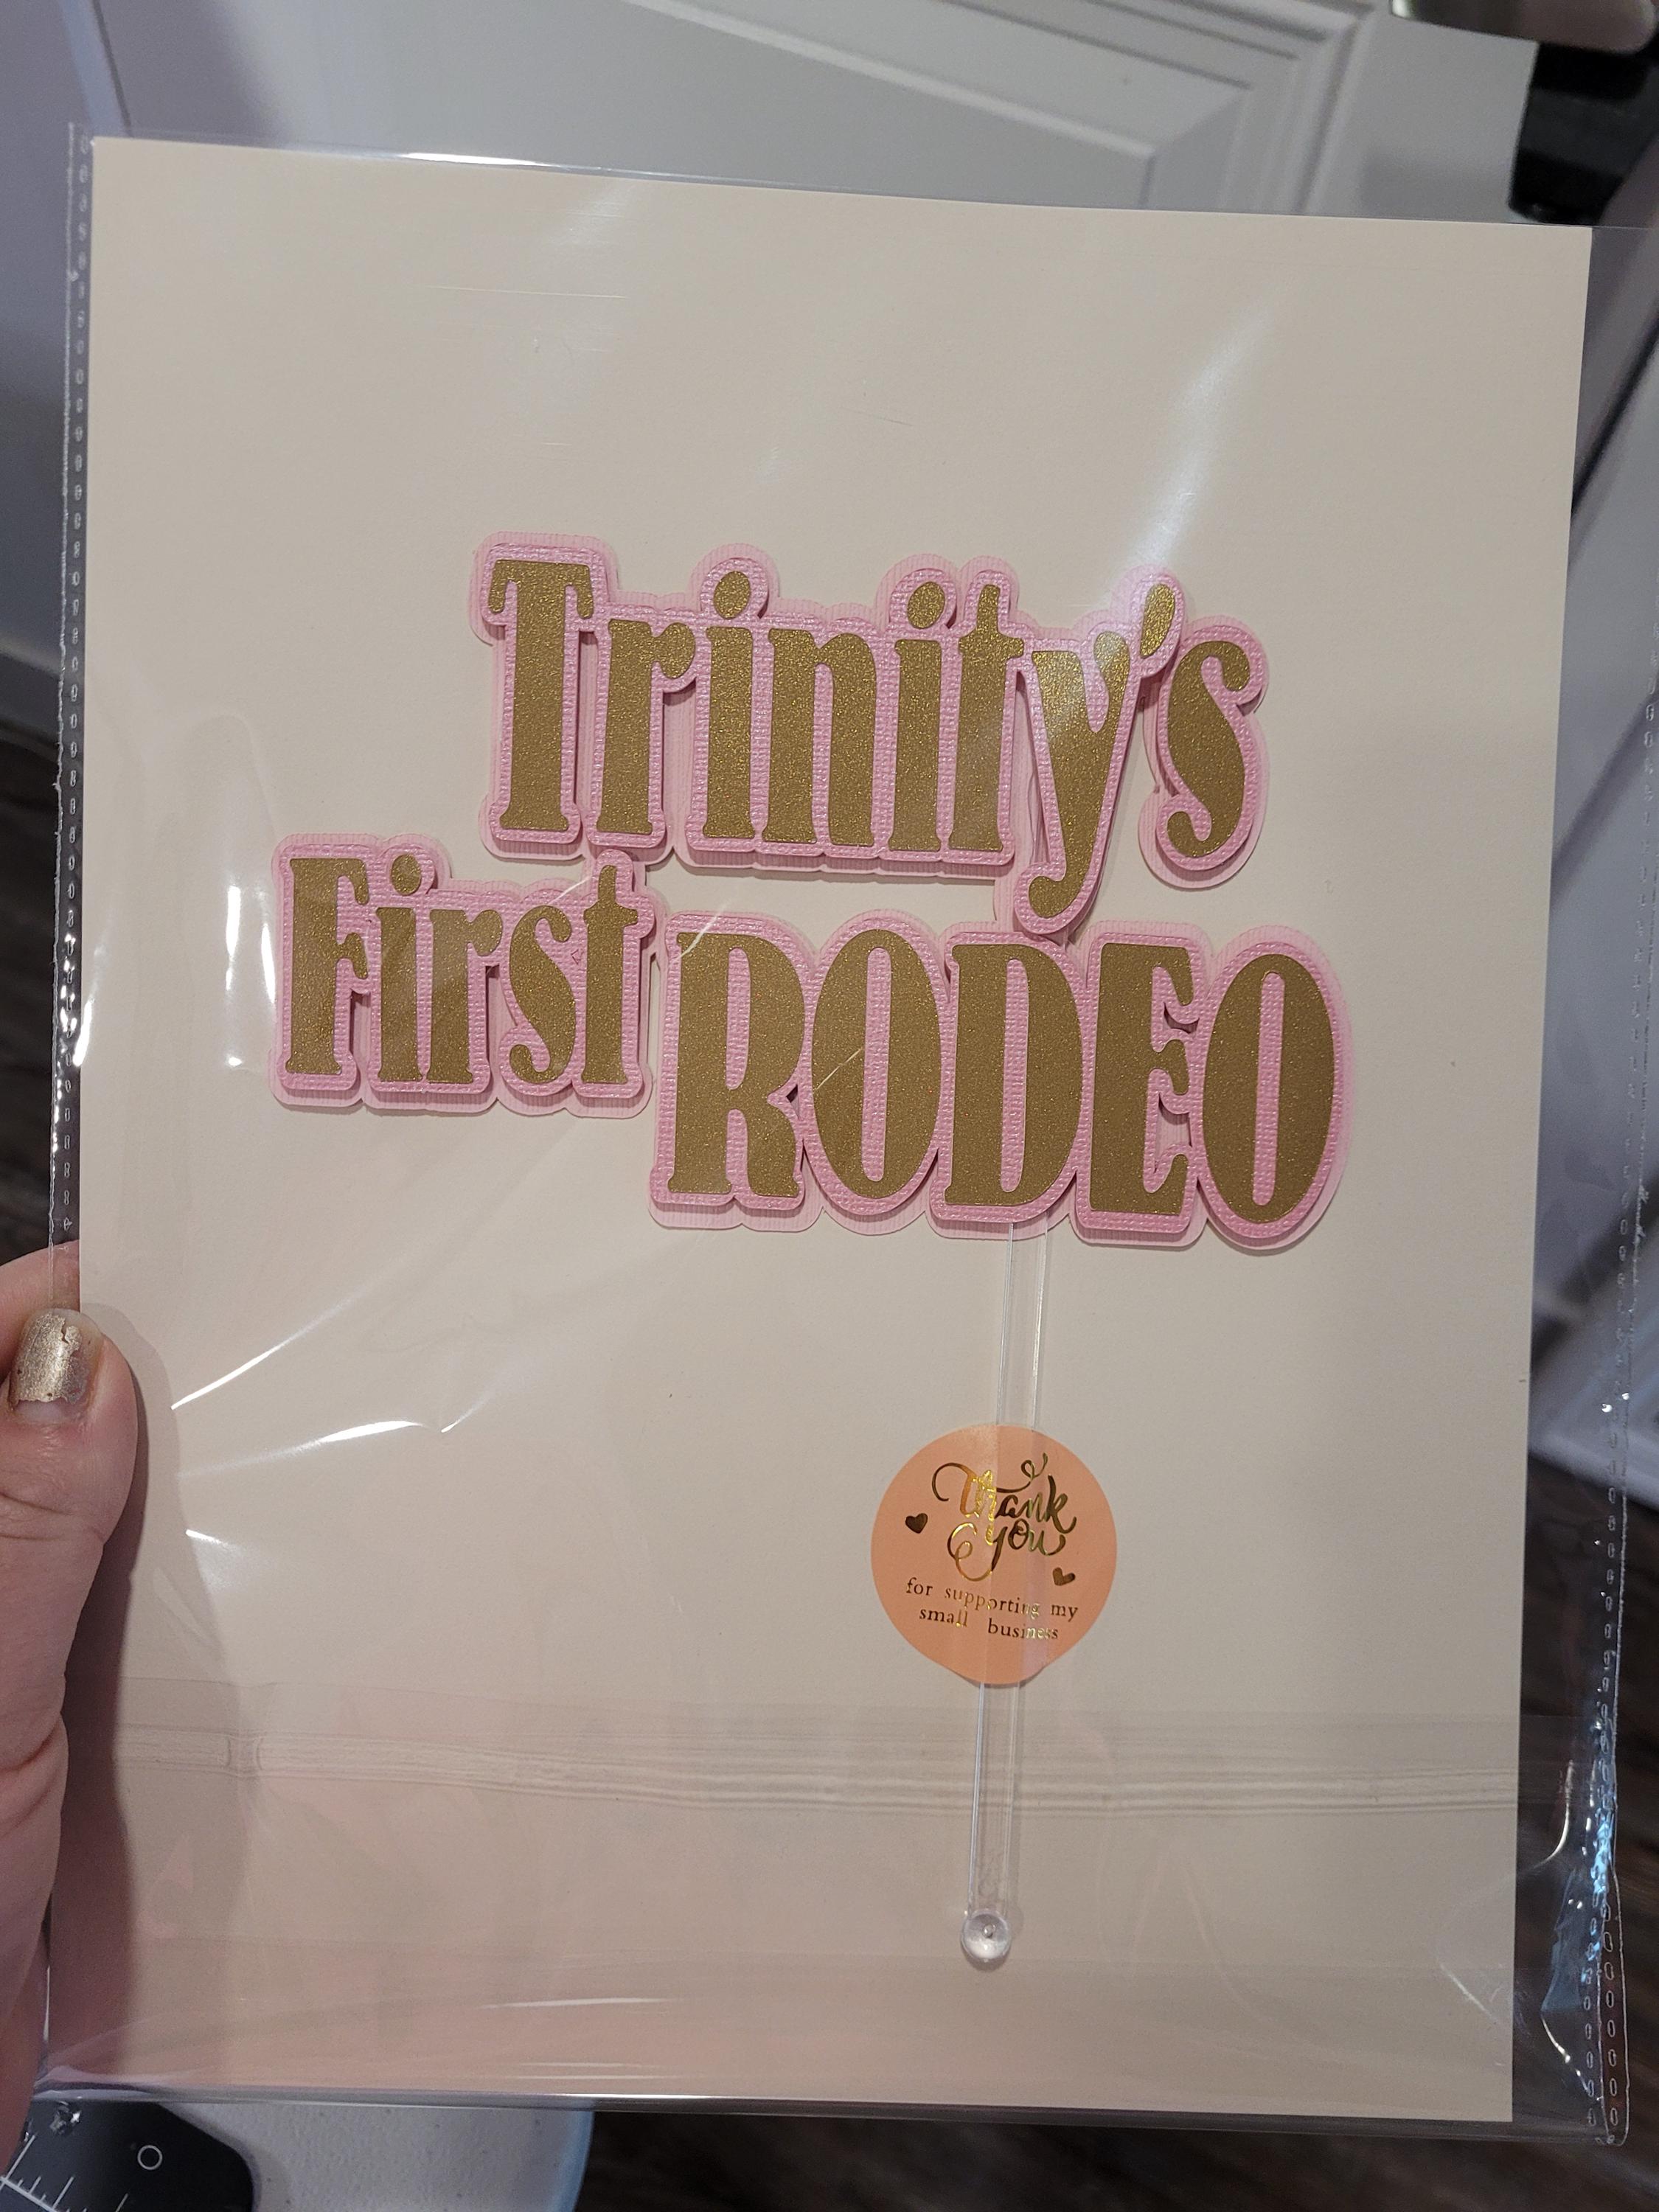 Trinity's
First RODEO
Thank
you
for supporting my
small business